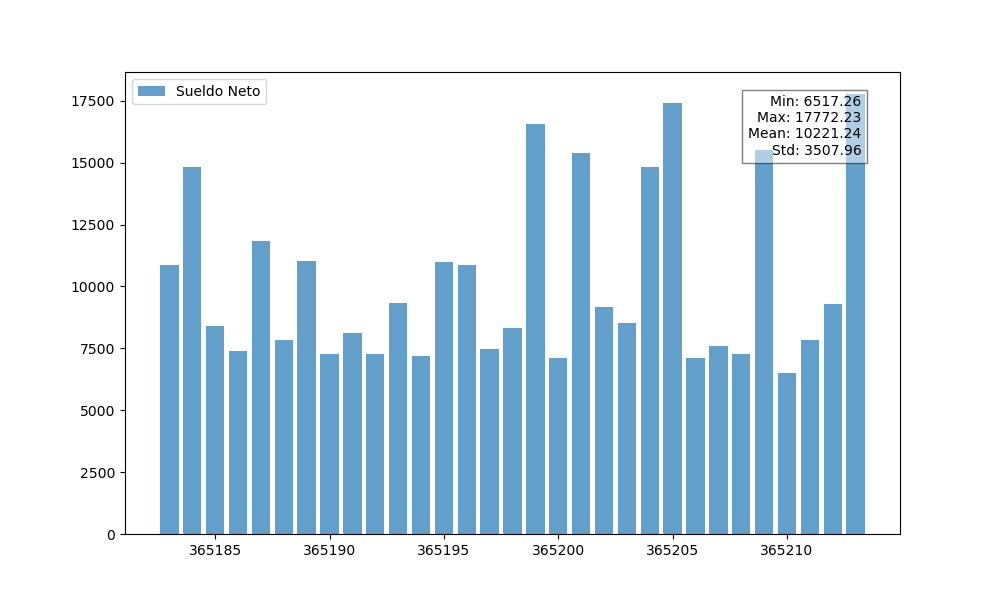 Sueldo Neto
Min: 6517.26
Max: 17772.23
Mean: 10221.24
Std: 3507.96
17500
15000
12500
10000
7500
5000
2500
0
365185 365190 365195 365200 365205 365210